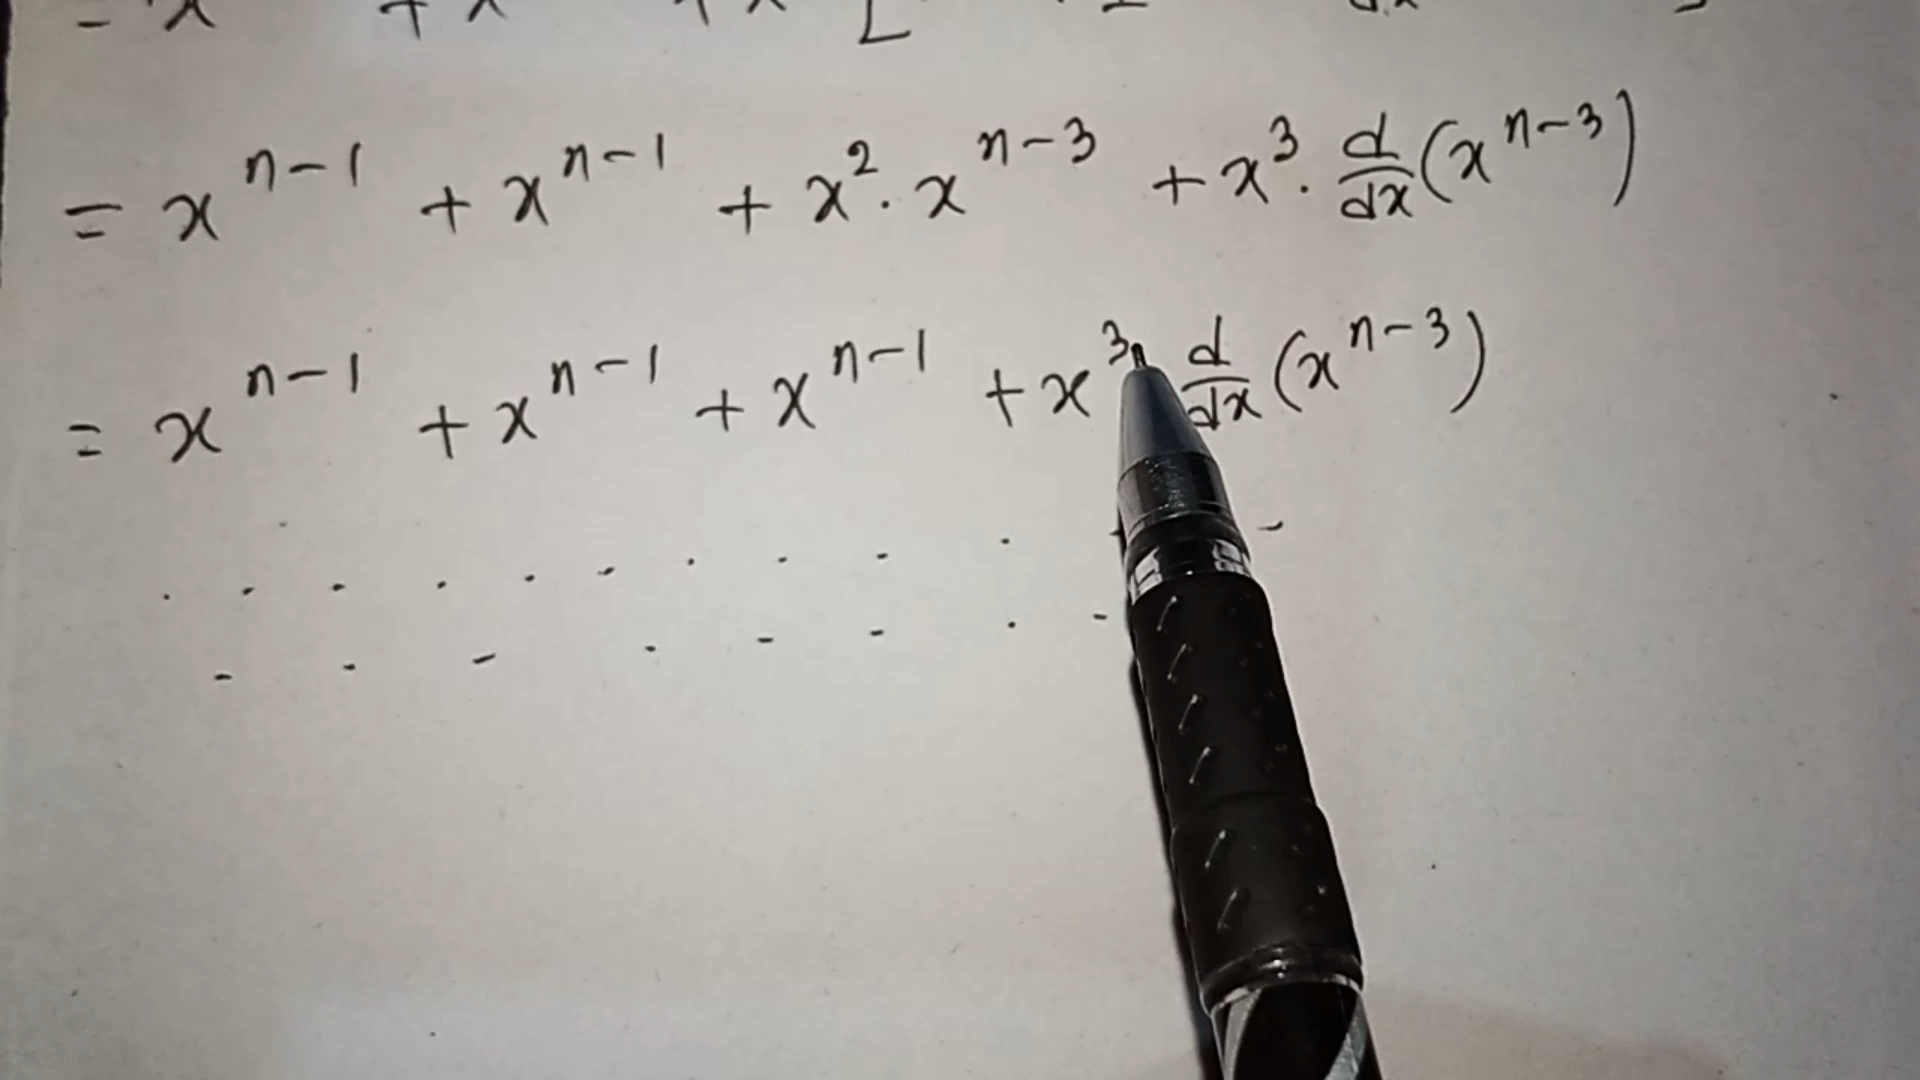 = x^{n-1} + x^{n-1} + x^2 . x^{n-3} + x^3 . d/dx (x^{n-3})
= x^{n-1} + x^{n-1} + x^{n-1} + x^3 d/dx (x^{n-3})
. . . . . . . . . . . -
- - - . - - . -